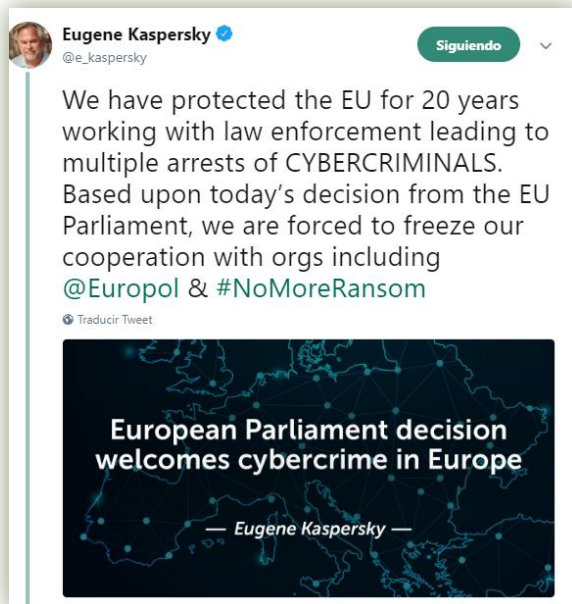 Eugene Kaspersky
@e_kaspersky
Siguiendo
We have protected the EU for 20 years
working with law enforcement leading to
multiple arrests of CYBERCRIMINALS.
Based upon today’s decision from the EU
Parliament, we are forced to freeze our
cooperation with orgs including
@Europol & #NoMoreRansom
Traducir Tweet
European Parliament decision
welcomes cybercrime in Europe
— Eugene Kaspersky —